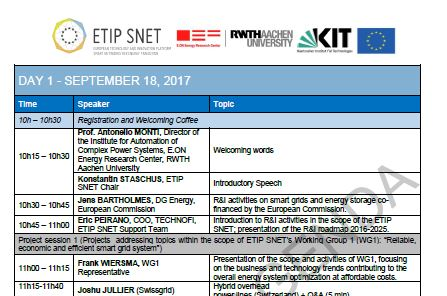 ETIP SNET
EUROPEAN TECHNOLOGY AND INNOVATION PLATFORM
SMART NETWORKS FOR ENERGY TRANSITION
E.ON Energy Research Center
RWTH AACHEN
UNIVERSITY
KIT
Karlsruher Institut für Technologie
DAY 1 - SEPTEMBER 18, 2017
Time Speaker Topic
10h – 10h30 Registration and Welcoming Coffee
10h15 – 10h30
Prof. Antonello MONTI, Director of
the Institute for Automation of
Complex Power Systems, E.ON
Energy Research Center, RWTH
Aachen University
Welcoming words
Konstantin STASCHUS, ETIP
SNET Chair
Introductory Speech
10h30 – 10h45
Jens BARTHOLMES, DG Energy,
European Commission
R&I activities on smart grids and energy storage co-
financed by the European Commission.
10h45 – 11h00
Eric PEIRANO, COO, TECHNOFI,
ETIP SNET Support Team
Introduction to R&I activities in the scope of the ETIP
SNET; presentation of the R&I roadmap 2016-2025.
Project session 1 (Projects addressing topics within the scope of ETIP SNET's Working Group 1 (WG1): "Reliable,
economic and efficient smart grid system")
11h00 – 11h15
Frank WIERSMA, WG1
Representative
Presentation of the scope and activities of WG1, focusing
on the business and technology trends contributing to the
overall energy system optimisation at affordable costs.
11h15-11h40
Joshu JULLIER (Swissgrid)
Hybrid overhead
powerlines (Switzerland) + Q&A (5 min)